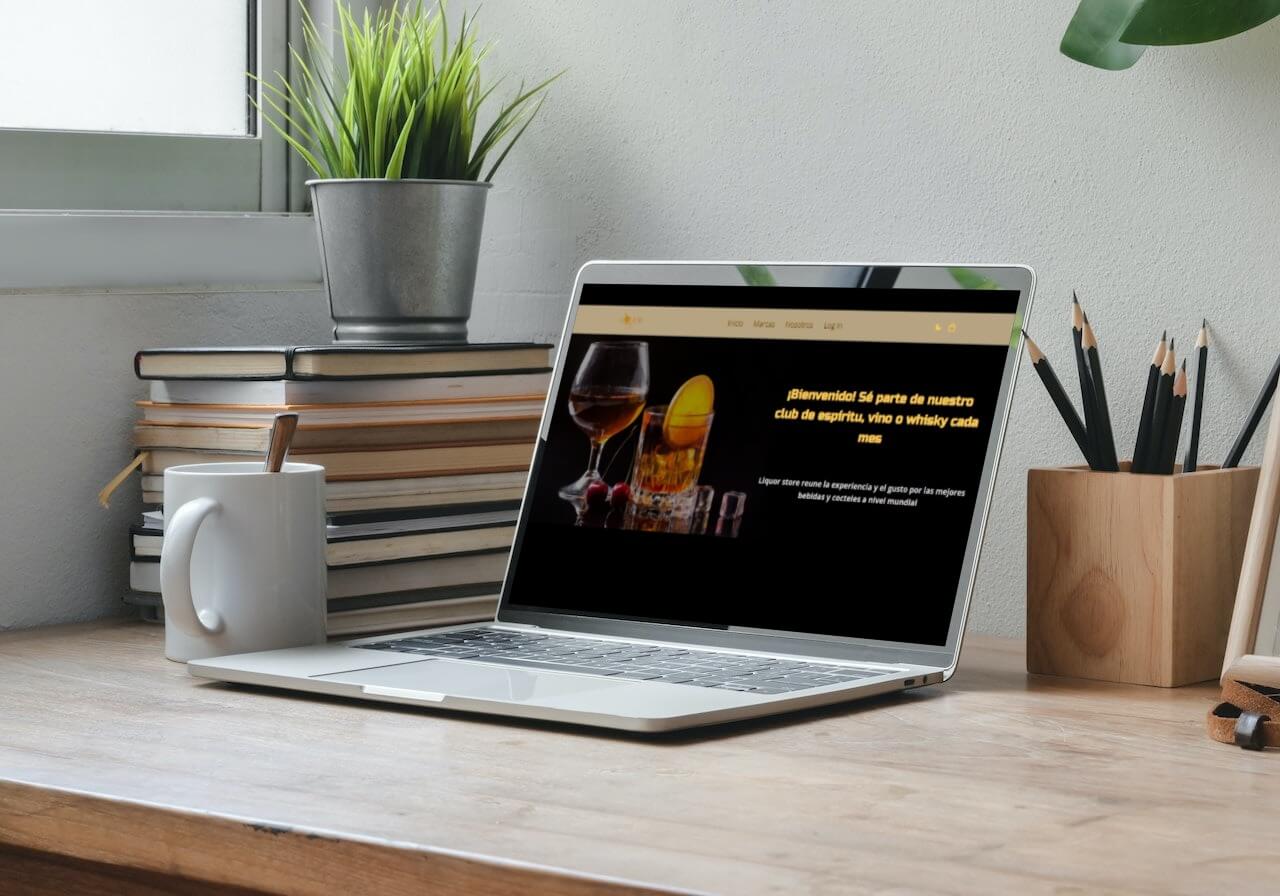 Inicio Marcas Nosotros Log In
¡Bienvenido! Sé parte de nuestro
club de espíritu, vino o whisky cada
mes
Liquor store reune la experiencia y el gusto por las mejores
bebidas y cocteles a nivel mundial